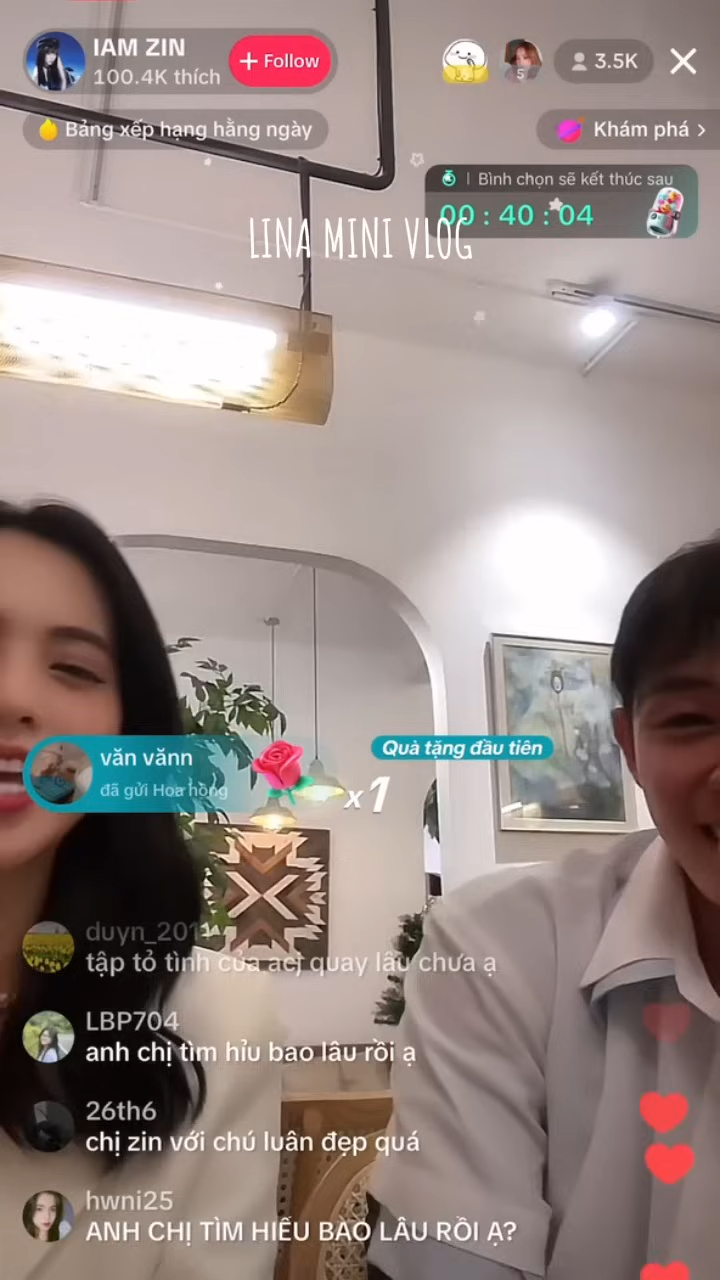 IAM ZIN
100.4K thích
+ Follow
5
3.5K
Bảng xếp hạng hằng ngày
Khám phá >
Bình chọn sẽ kết thúc sau
00 : 40 : 04
LINA MINI VLOG
Quà tặng đầu tiên
văn vănn
đã gửi Hoa hồng
x1
duyn_2011
tập tỏ tình của acj quay lâu chưa ạ
LBP704
anh chị tìm hỉu bao lâu rồi ạ
26th6
chị zin với chú luân đẹp quá
hwni25
ANH CHỊ TÌM HIỂU BAO LÂU RỒI Ạ?